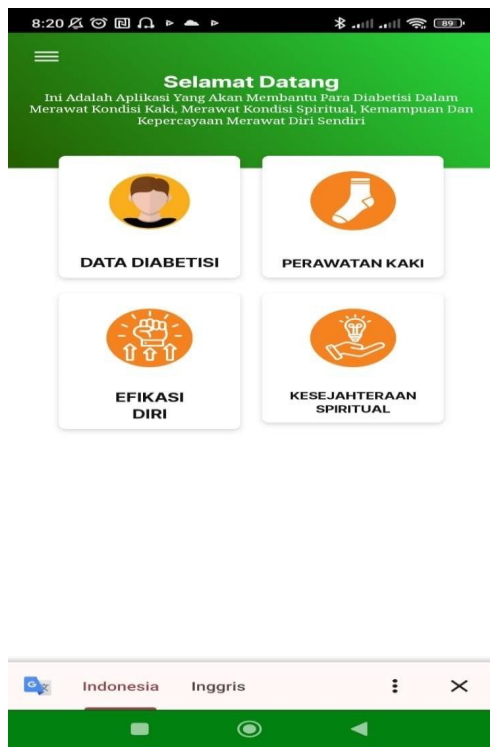 8:20
89
Selamat Datang
Ini Adalah Aplikasi Yang Akan Membantu Para Diabetisi Dalam
Merawat Kondisi Kaki, Merawat Kondisi Spiritual, Kemampuan Dan
Kepercayaan Merawat Diri Sendiri
DATA DIABETISI
PERAWATAN KAKI
EFIKASI
DIRI
KESEJAHTERAAN
SPIRITUAL
Indonesia
Inggris